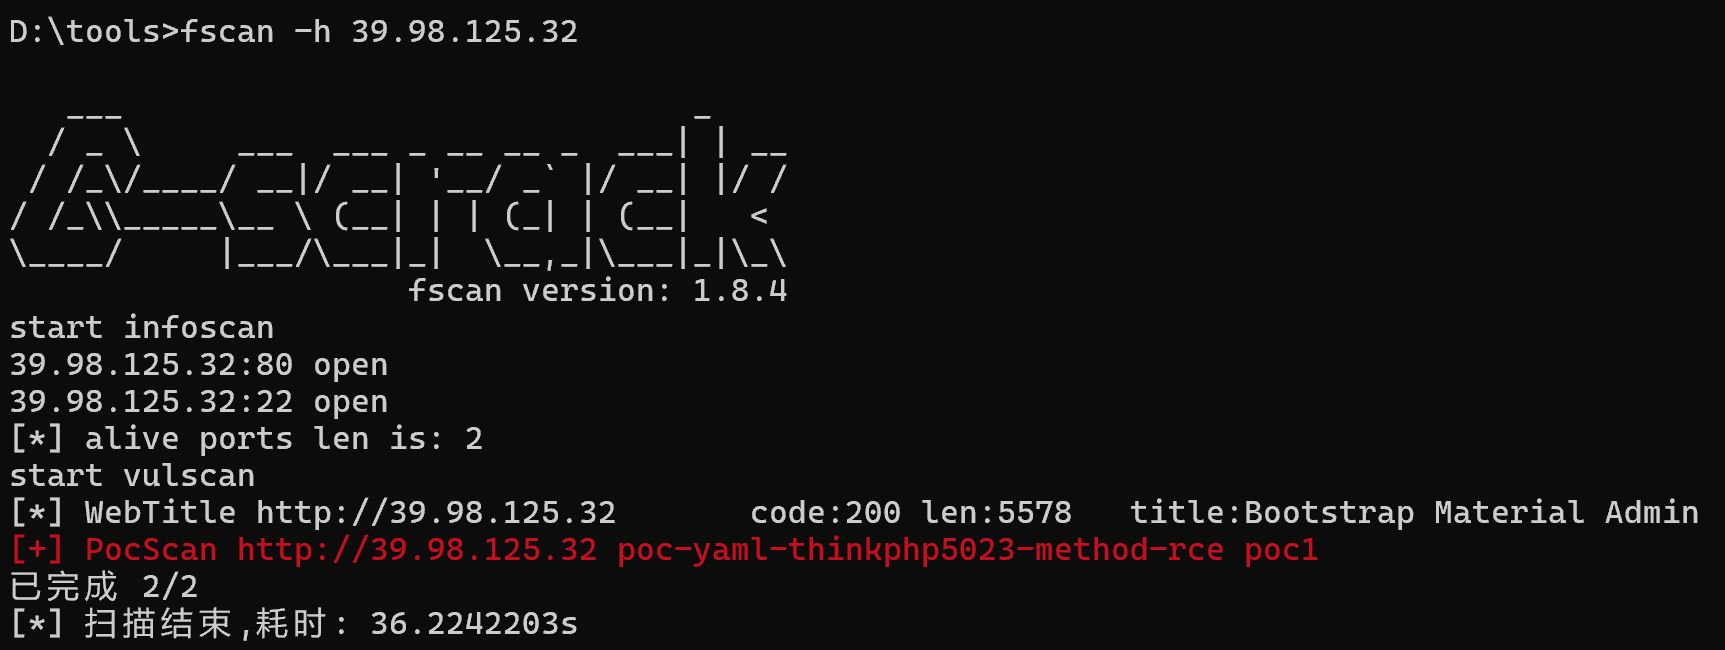 D:\tools>fscan -h 39.98.125.32
   ___                              _
  / _ \     ___  ___ _ __ __ _  ___| | __
 / /_\/____/ __|/ __| '__/ _` |/ __| |/ /
/ /_\\_____\__ \ (__| | | (_| | (__|   <
\____/     |___/\___|_|  \__,_|\___|_|\_\
                     fscan version: 1.8.4
start infoscan
39.98.125.32:80 open
39.98.125.32:22 open
[*] alive ports len is: 2
start vulscan
[*] WebTitle http://39.98.125.32       code:200 len:5578   title:Bootstrap Material Admin
[+] PocScan http://39.98.125.32 poc-yaml-thinkphp5023-method-rce poc1
已完成 2/2
[*] 扫描结束,耗时: 36.2242203s